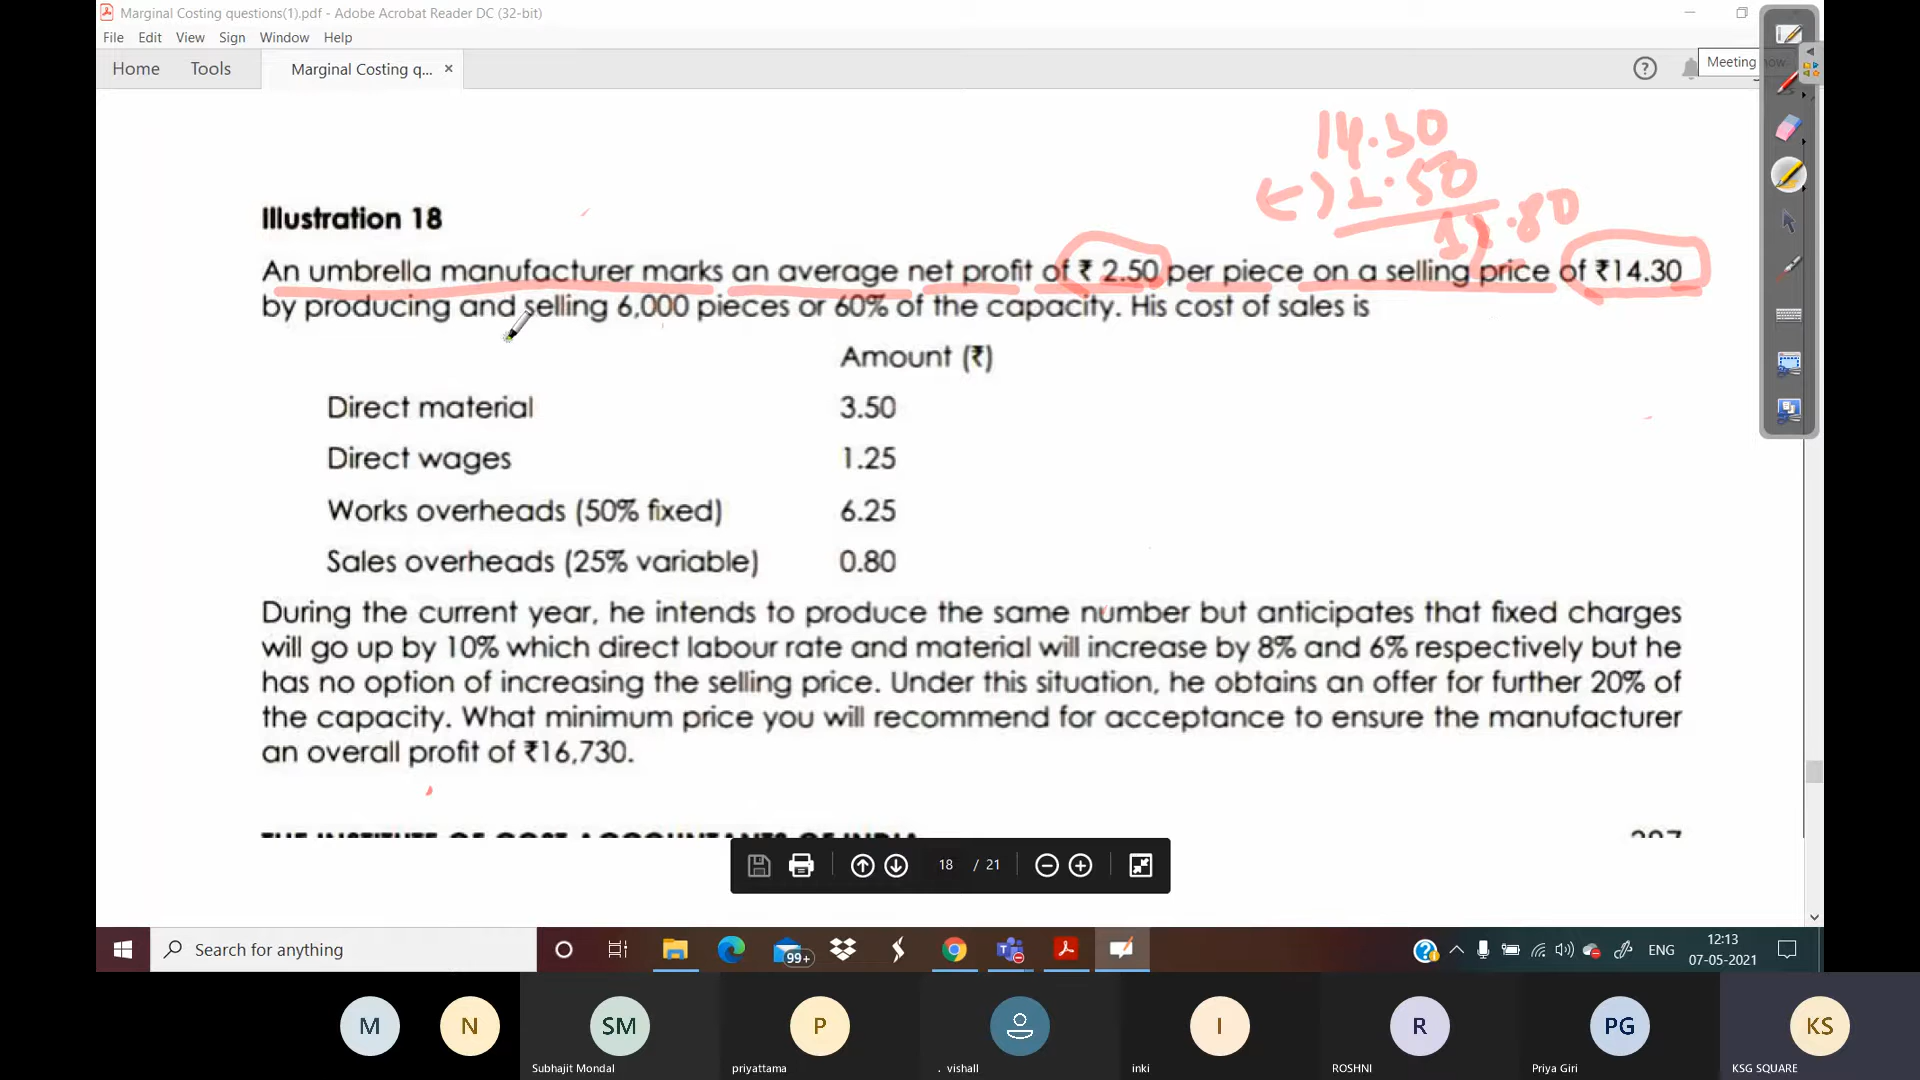 Marginal Costing questions(1).pdf - Adobe Acrobat Reader DC (32-bit)
File Edit View Sign Window Help
Home Tools Marginal Costing q... ×
Meeting now
14.30
(-) 2.50
12.80
Illustration 18
An umbrella manufacturer marks an average net profit of ₹ 2.50 per piece on a selling price of ₹14.30
by producing and selling 6,000 pieces or 60% of the capacity. His cost of sales is
Amount (₹)
Direct material 3.50
Direct wages 1.25
Works overheads (50% fixed) 6.25
Sales overheads (25% variable) 0.80
During the current year, he intends to produce the same number but anticipates that fixed charges
will go up by 10% which direct labour rate and material will increase by 8% and 6% respectively but he
has no option of increasing the selling price. Under this situation, he obtains an offer for further 20% of
the capacity. What minimum price you will recommend for acceptance to ensure the manufacturer
an overall profit of ₹16,730.
THE INSTITUTE OF COST ACCOUNTANTS OF INDIA
18 / 21
Search for anything
99+
ENG
12:13
07-05-2021
M N SM P I R PG KS
Subhajit Mondal priyattama . vishall inki ROSHNI Priya Giri KSG SQUARE